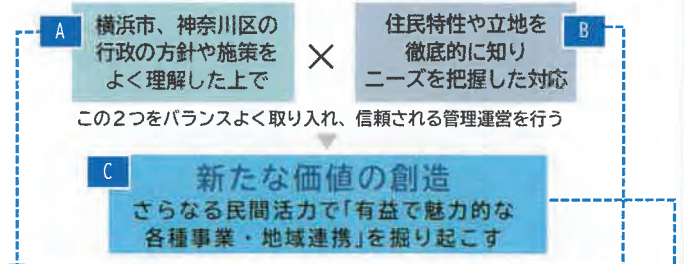 A
横浜市、神奈川区の
行政の方針や施策を
よく理解した上で
×
住民特性や立地を
徹底的に知り
ニーズを把握した対応
B
この2つをバランスよく取り入れ、信頼される管理運営を行う
C
新たな価値の創造
さらなる民間活力で｢有益で魅力的な
各種事業・地域連携｣を掘り起こす